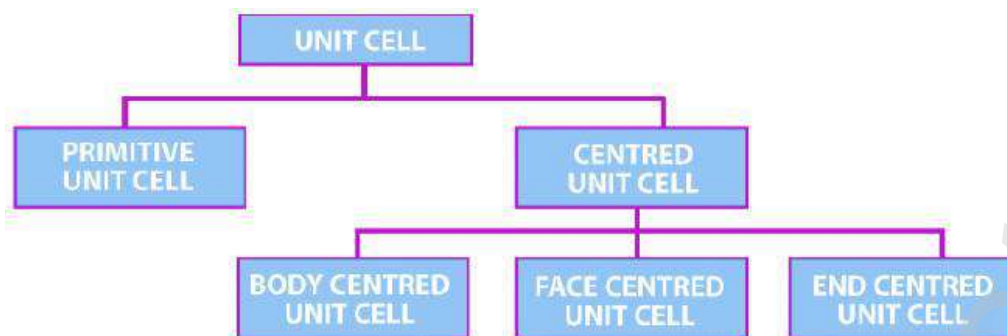 UNIT CELL
PRIMITIVE
UNIT CELL
CENTRED
UNIT CELL
BODY CENTRED
UNIT CELL
FACE CENTRED
UNIT CELL
END CENTRED
UNIT CELL